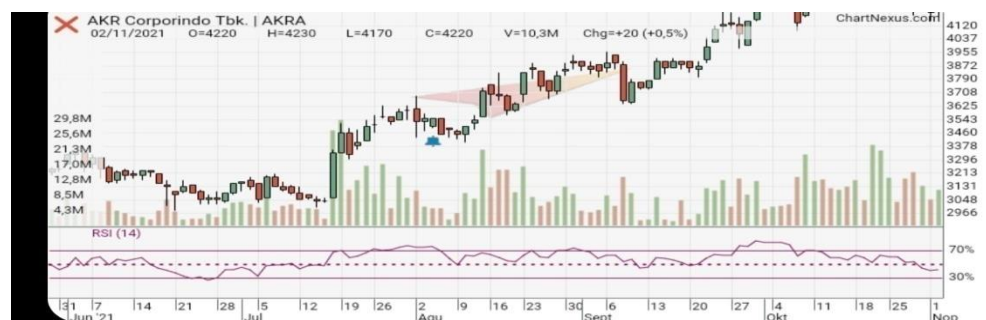 AKR Corporindo Tbk. | AKRA
ChartNexus.com
02/11/2021 O=4220 H=4230 L=4170 C=4220 V=10,3M Chg=+20 (+0,5%)
4120
4037
3955
3872
3790
3708
3625
3543
3460
3378
3296
3213
3131
3048
2966
29,8M
25,6M
21,3M
17,0M
12,8M
8,5M
4,3M
RSI (14)
70%
30%
31 7 14 21 28 5 12 19 26 2 9 16 23 30 6 13 20 27 4 11 18 25 1
Jun '21 Jul Agu Sept Okt Nop